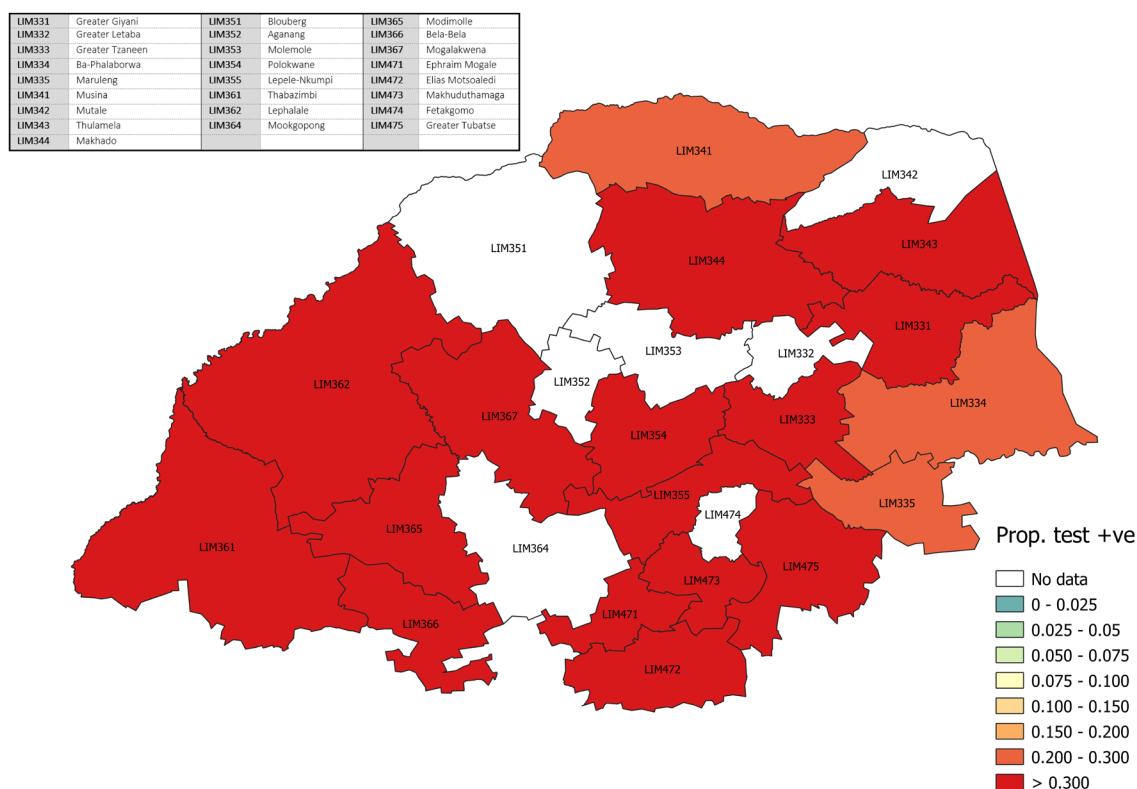 LIM331 Greater Giyani LIM351 Blouberg LIM365 Modimolle
LIM332 Greater Letaba LIM352 Aganang LIM366 Bela-Bela
LIM333 Greater Tzaneen LIM353 Molemole LIM367 Mogalakwena
LIM334 Ba-Phalaborwa LIM354 Polokwane LIM471 Ephraim Mogale
LIM335 Maruleng LIM355 Lepele-Nkumpi LIM472 Elias Motsoaledi
LIM341 Musina LIM361 Thabazimbi LIM473 Makhuduthamaga
LIM342 Mutale LIM362 Lephalale LIM474 Fetakgomo
LIM343 Thulamela LIM364 Mookgopong LIM475 Greater Tubatse
LIM344 Makhado
LIM341
LIM342
LIM351
LIM343
LIM344
LIM331
LIM353
LIM332
LIM352
LIM362
LIM334
LIM367
LIM333
LIM354
LIM355
LIM335
LIM474
LIM365
LIM361
LIM364
LIM475
LIM473
LIM471
LIM366
LIM472
Prop. test +ve
No data
0 - 0.025
0.025 - 0.05
0.050 - 0.075
0.075 - 0.100
0.100 - 0.150
0.150 - 0.200
0.200 - 0.300
> 0.300